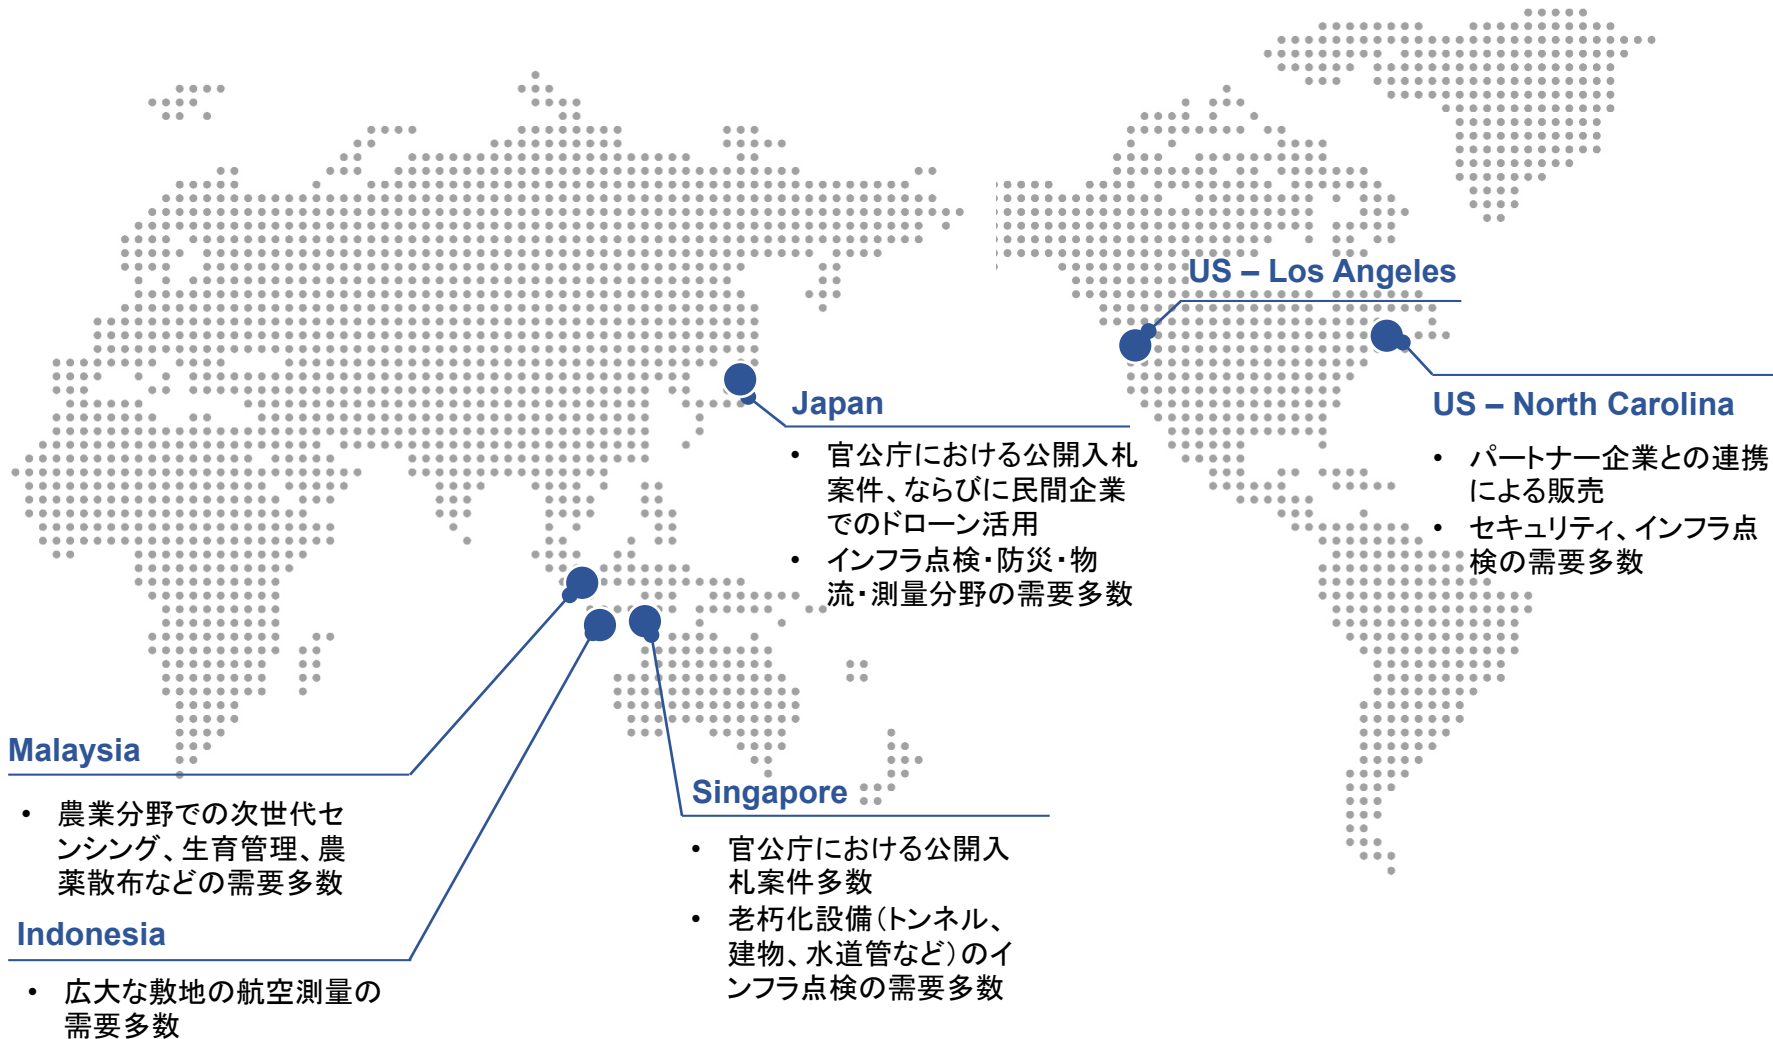 US – Los Angeles
Japan
• 官公庁における公開入札
案件、ならびに民間企業
でのドローン活用
• インフラ点検・防災・物
流・測量分野の需要多数
US – North Carolina
• パートナー企業との連携
による販売
• セキュリティ、インフラ点
検の需要多数
Malaysia
• 農業分野での次世代セ
ンシング、生育管理、農
薬散布などの需要多数
Indonesia
• 広大な敷地の航空測量の
需要多数
Singapore
• 官公庁における公開入
札案件多数
• 老朽化設備（トンネル、
建物、水道管など）のイ
ンフラ点検の需要多数